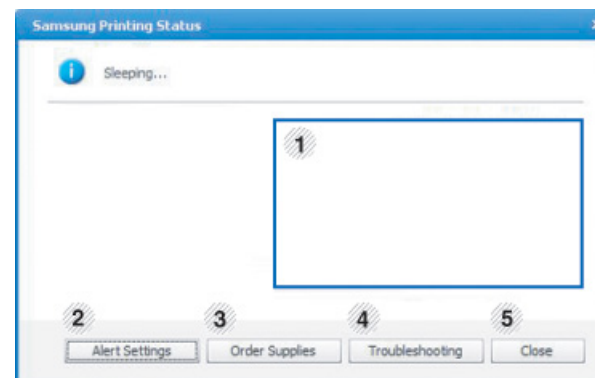 Samsung Printing Status
Sleeping...
1
2 3 4 5
Alert Settings Order Supplies Troubleshooting Close